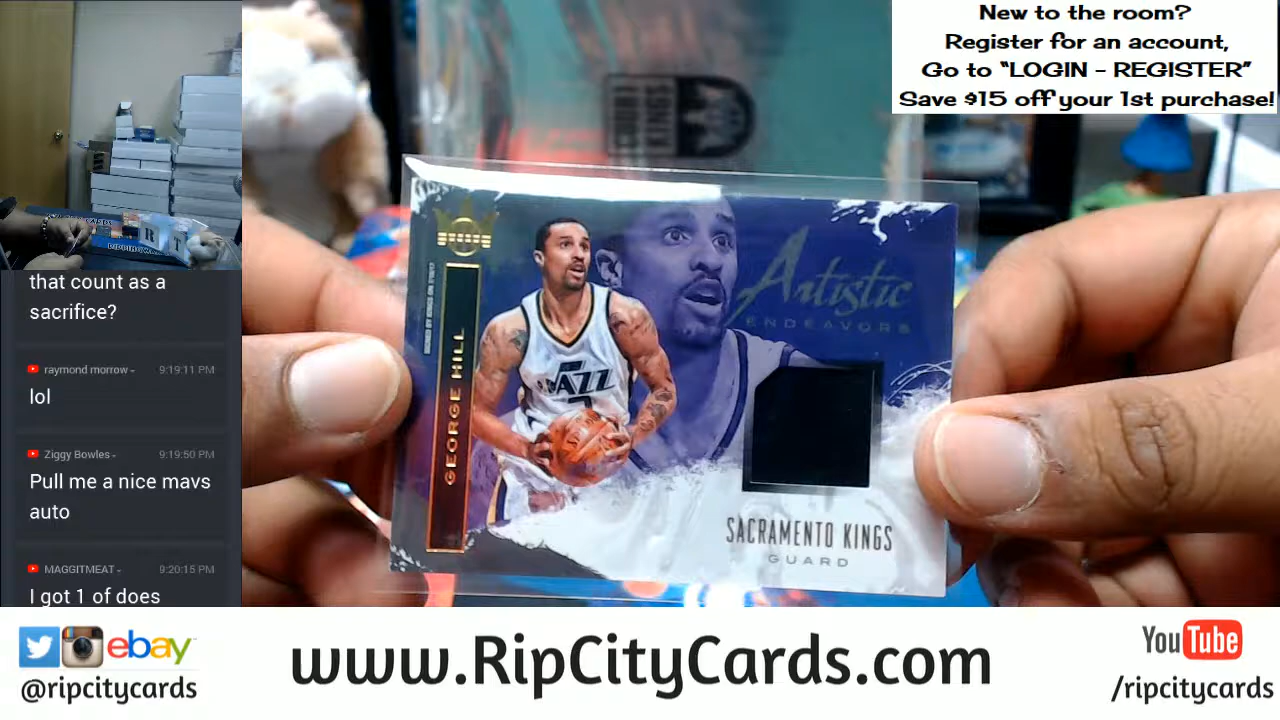 New to the room?
Register for an account,
Go to “LOGIN - REGISTER”
Save $15 off your 1st purchase!
that count as a
sacrifice?
raymond morrow - 9:19:11 PM
lol
Ziggy Bowles - 9:19:50 PM
Pull me a nice mavs
auto
MAGGITMEAT - 9:20:15 PM
I got 1 of does
GEORGE HILL
JAZZ
Artistic
ENDEAVORS
SACRAMENTO KINGS
GUARD
ebay
@ripcitycards
www.RipCityCards.com
YouTube
/ripcitycards